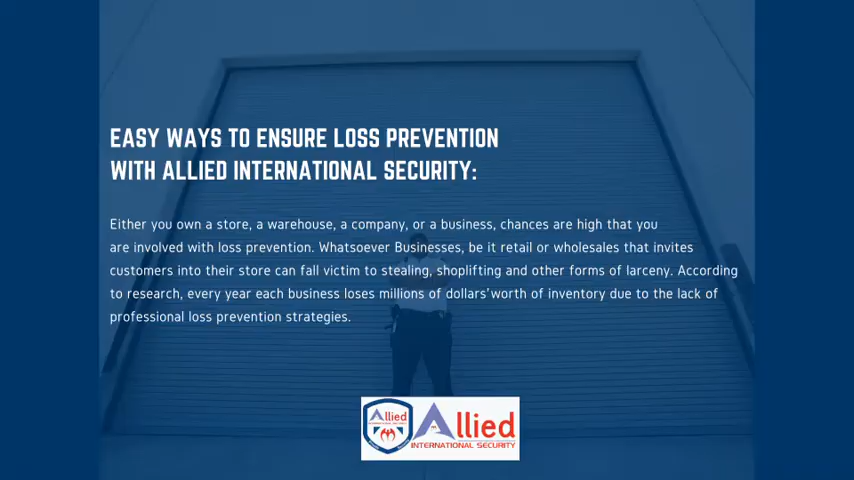 EASY WAYS TO ENSURE LOSS PREVENTION
WITH ALLIED INTERNATIONAL SECURITY:
Either you own a store, a warehouse, a company, or a business, chances are high that you
are involved with loss prevention. Whatsoever Businesses, be it retail or wholesales that invites
customers into their store can fall victim to stealing, shoplifting and other forms of larceny. According
to research, every year each business loses millions of dollars'worth of inventory due to the lack of
professional loss prevention strategies.
Allied
Allied
INTERNATIONAL SECURITY